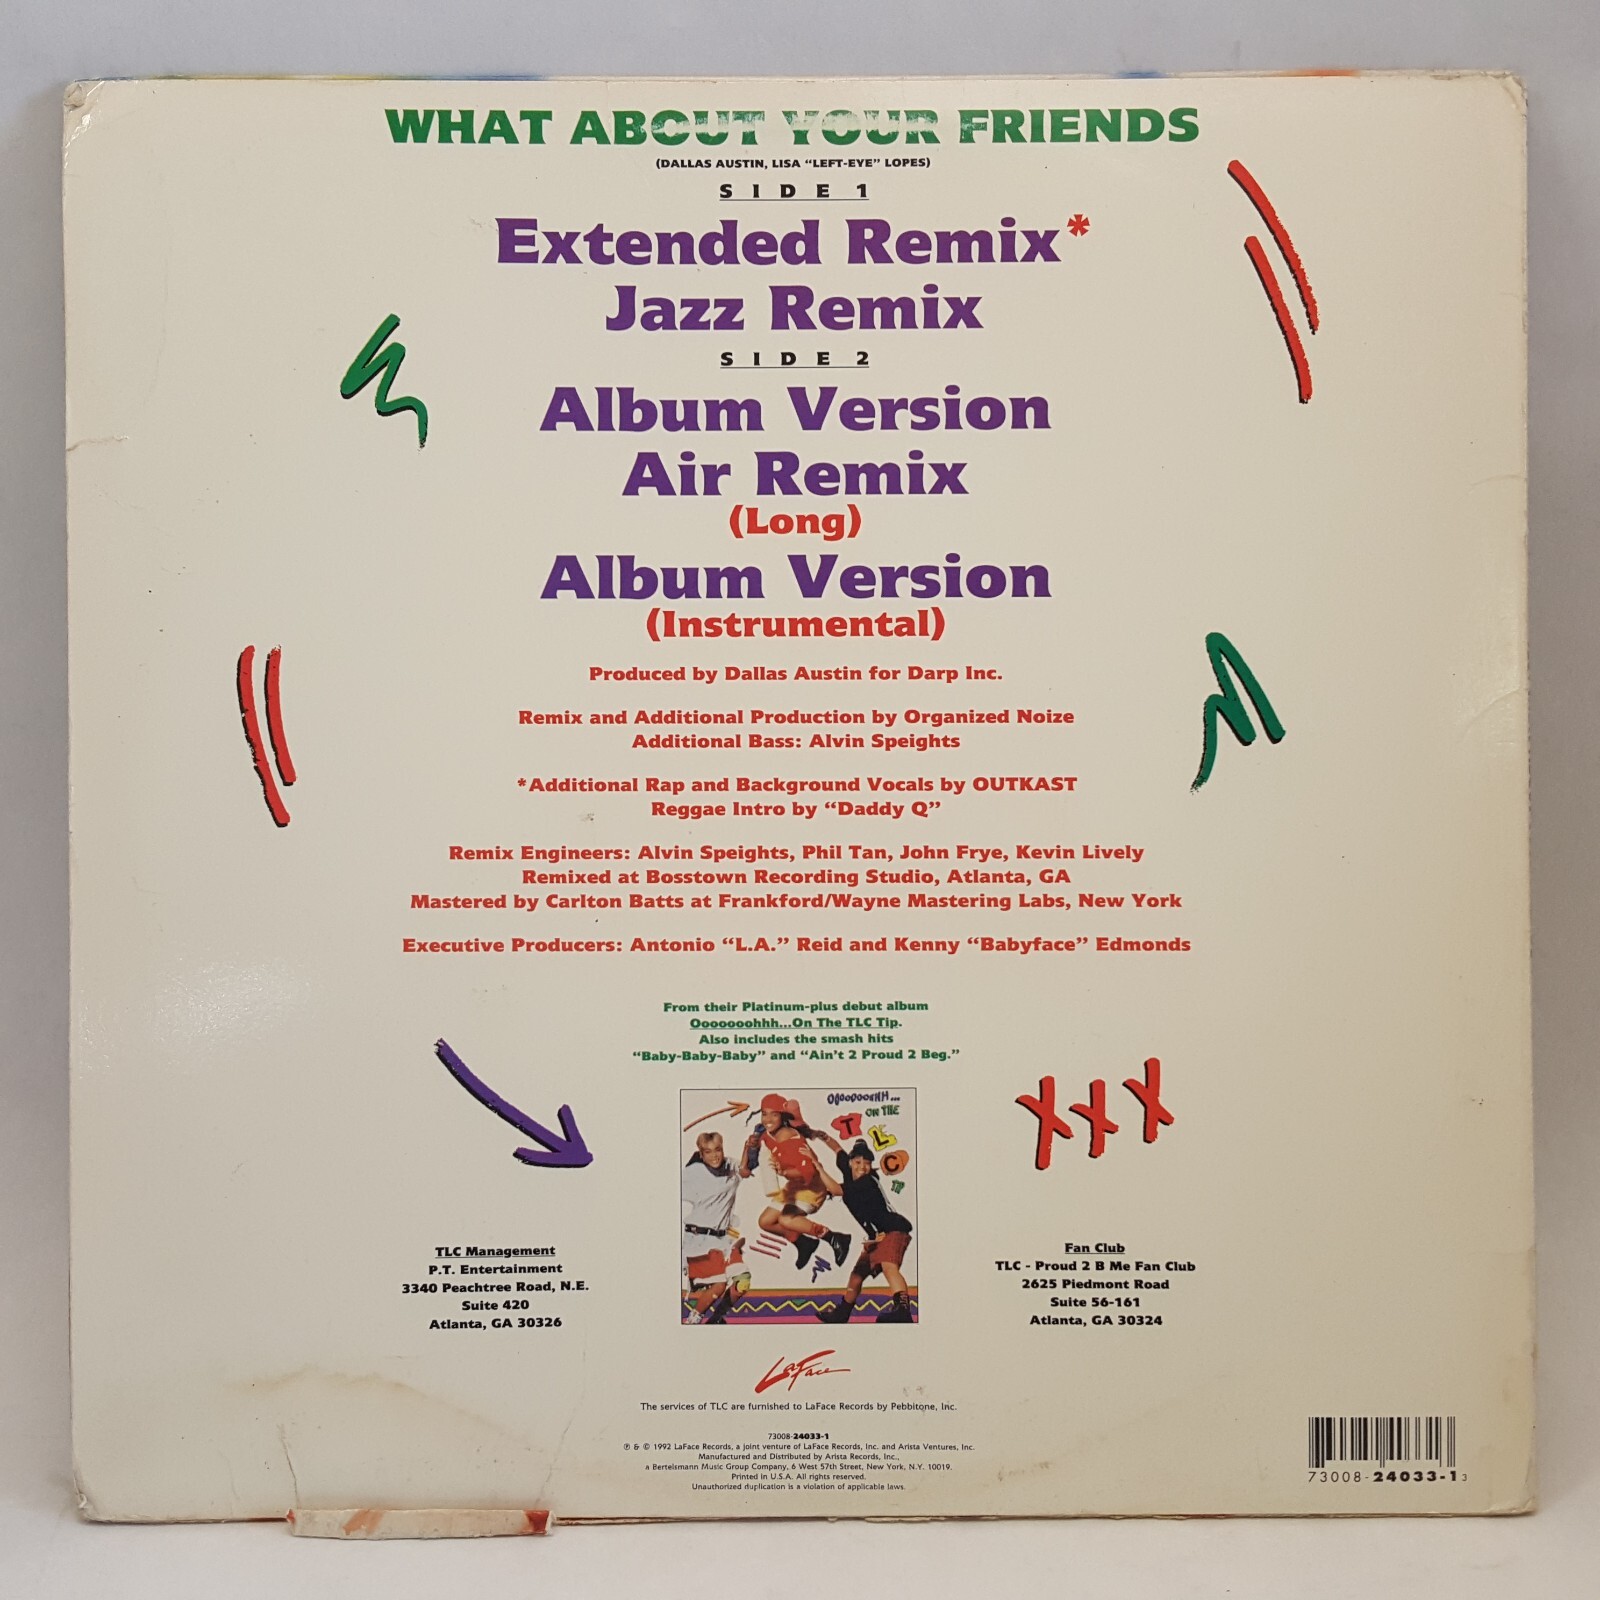 WHAT ABOUT YOUR FRIENDS
(DALLAS AUSTIN, LISA "LEFT-EYE" LOPES)
SIDE 1
Extended Remix*
Jazz Remix
SIDE 2
Album Version
Air Remix
(Long)
Album Version
(Instrumental)
Produced by Dallas Austin for Darp Inc.
Remix and Additional Production by Organized Noize
Additional Bass: Alvin Speights
*Additional Rap and Background Vocals by OUTKAST
Reggae Intro by "Daddy Q"
Remix Engineers: Alvin Speights, Phil Tan, John Frye, Kevin Lively
Remixed at Bosstown Recording Studio, Atlanta, GA
Mastered by Carlton Batts at Frankford/Wayne Mastering Labs, New York
Executive Producers: Antonio "L.A." Reid and Kenny "Babyface" Edmonds
From their Platinum-plus debut album
Ooooooohhh...On The TLC Tip.
Also includes the smash hits
"Baby-Baby-Baby" and "Ain't 2 Proud 2 Beg."
XXX
OOOOOOOHHH...
ON THE
TLC
TIP
TLC Management
P.T. Entertainment
3340 Peachtree Road, N.E.
Suite 420
Atlanta, GA 30326
Fan Club
TLC - Proud 2 B Me Fan Club
2625 Piedmont Road
Suite 56-161
Atlanta, GA 30324
LaFace
The services of TLC are furnished to LaFace Records by Pebbitone, Inc.
73008-24033-1
℗ & © 1992 LaFace Records, a joint venture of LaFace Records, Inc. and Arista Ventures, Inc.
Manufactured and Distributed by Arista Records, Inc.,
a Bertelsmann Music Group Company, 6 West 57th Street, New York, N.Y. 10019.
Printed in U.S.A. All rights reserved.
Unauthorized duplication is a violation of applicable laws.
73008-24033-1 3